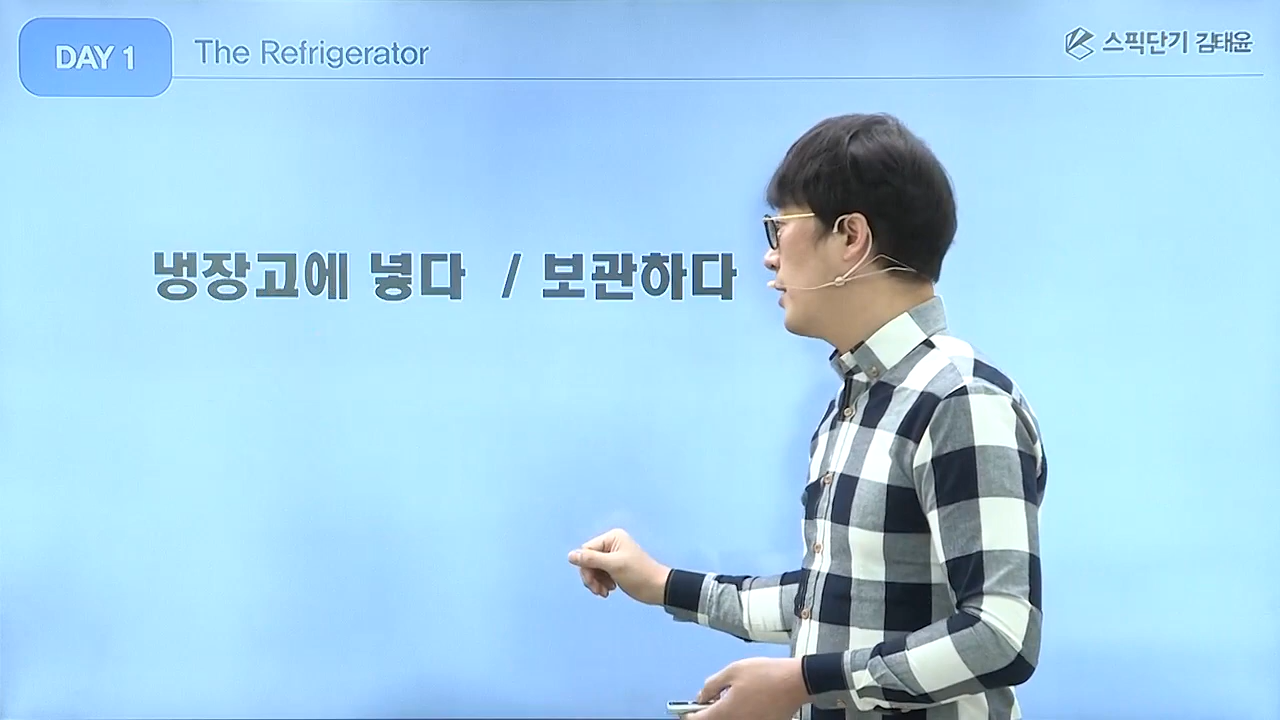 DAY 1
The Refrigerator
스픽단기 김태윤
냉장고에 넣다 / 보관하다